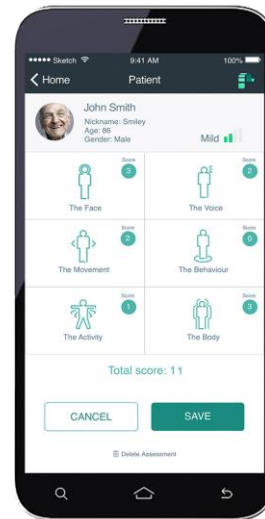 Sketch 9:41 AM 100%
Home Patient
John Smith
Nickname: Smiley
Age: 86
Gender: Male Mild
Score Score
3 2
The Face The Voice
Score Score
2 0
The Movement The Behaviour
Score Score
1 3
The Activity The Body
Total score: 11
CANCEL SAVE
Delete Assessment